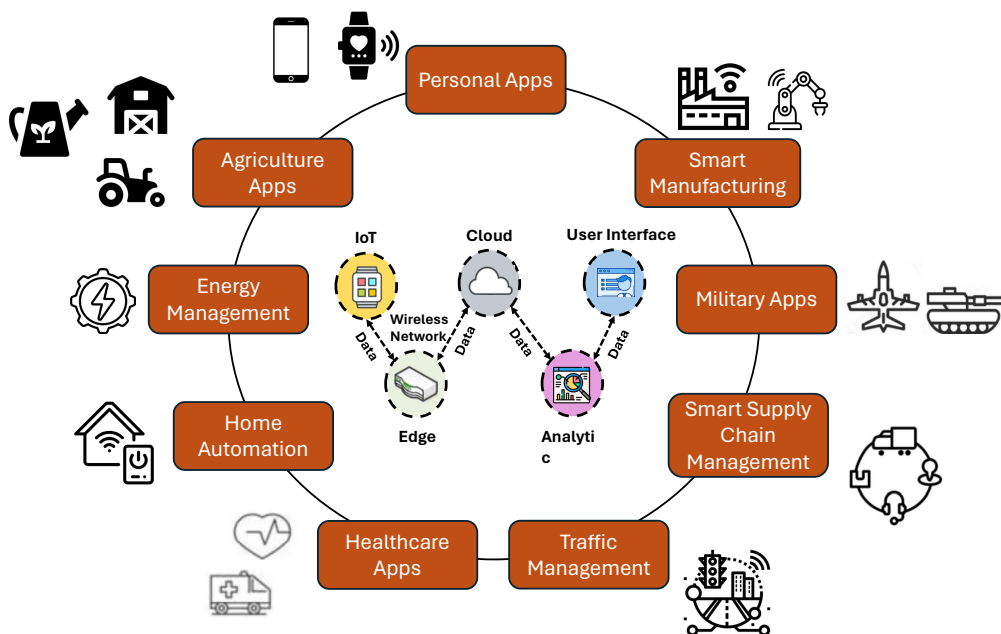 Personal Apps
Agriculture
Apps
Smart
Manufacturing
IoT
Cloud
User Interface
Energy
Management
Military Apps
Wireless
Network
Data
Data
Data
Data
Home
Automation
Edge
Analyti
c
Smart Supply
Chain
Management
Healthcare
Apps
Traffic
Management